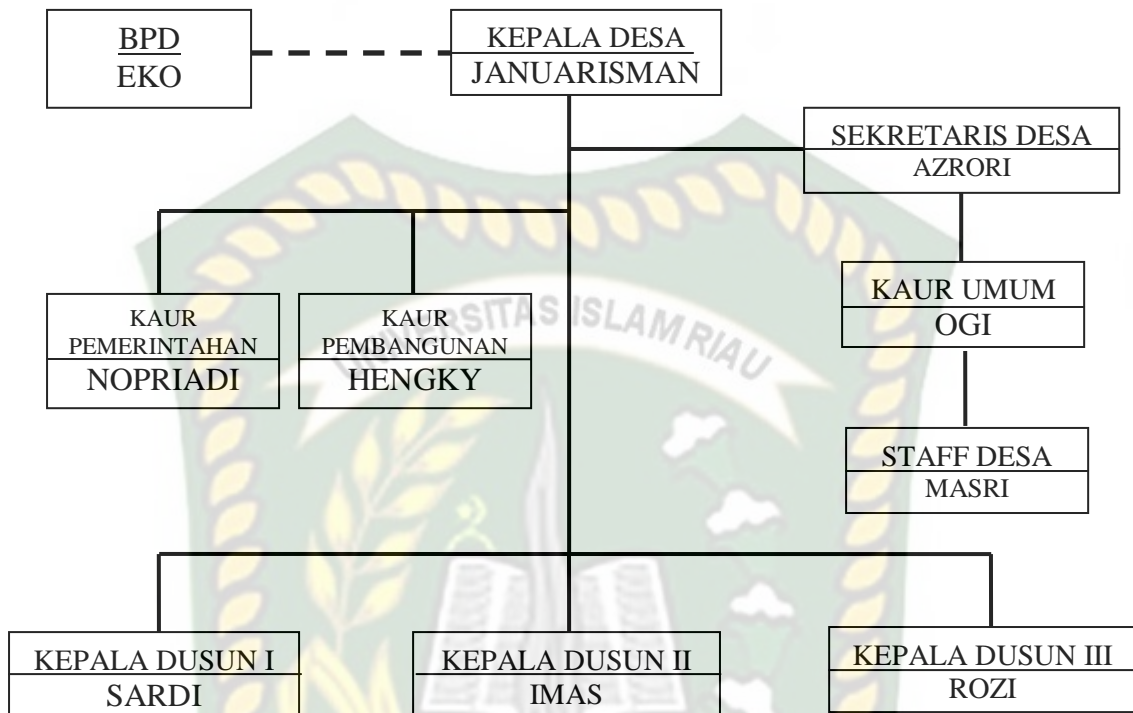 BPD
EKO
KEPALA DESA
JANUARISMAN
SEKRETARIS DESA
AZRORI
KAUR UMUM
OGI
KAUR
PEMERINTAHAN
NOPRIADI
KAUR
PEMBANGUNAN
HENGKY
UNIVERSITAS ISLAM RIAU
STAFF DESA
MASRI
KEPALA DUSUN I
SARDI
KEPALA DUSUN II
IMAS
KEPALA DUSUN III
ROZI